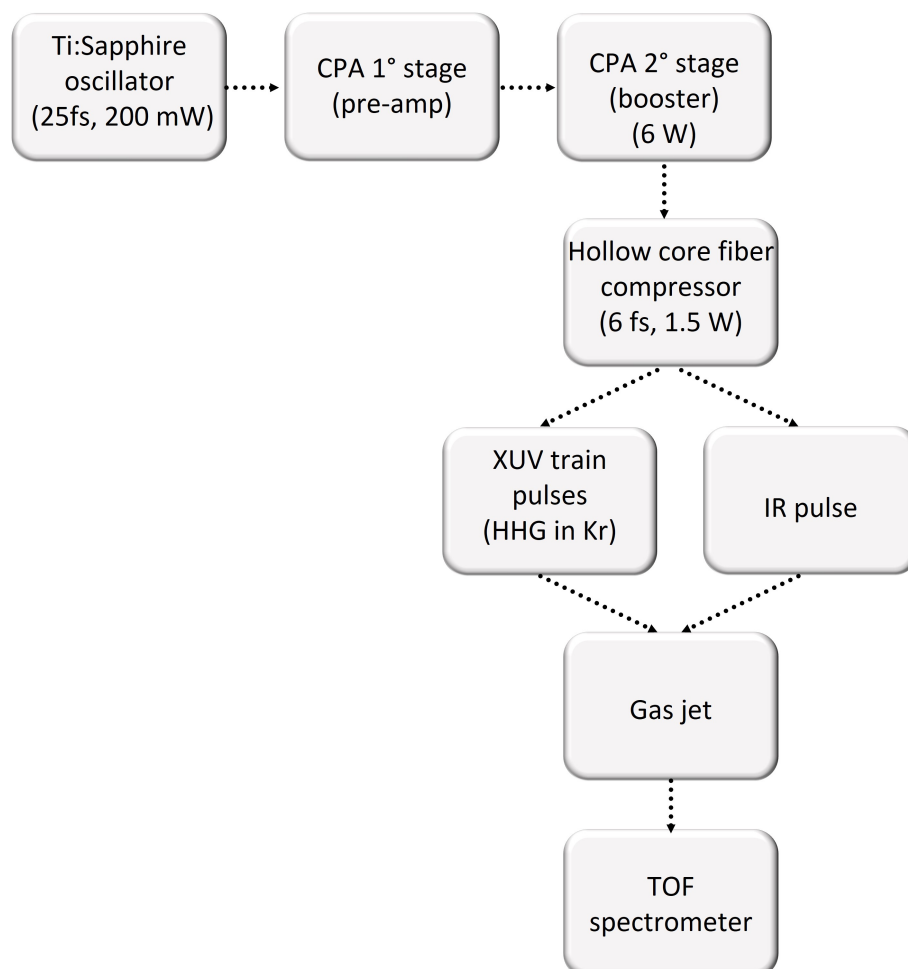 Ti:Sapphire
oscillator
(25fs, 200 mW)
CPA 1° stage
(pre-amp)
CPA 2° stage
(booster)
(6 W)
Hollow core fiber
compressor
(6 fs, 1.5 W)
XUV train
pulses
(HHG in Kr)
IR pulse
Gas jet
TOF
spectrometer